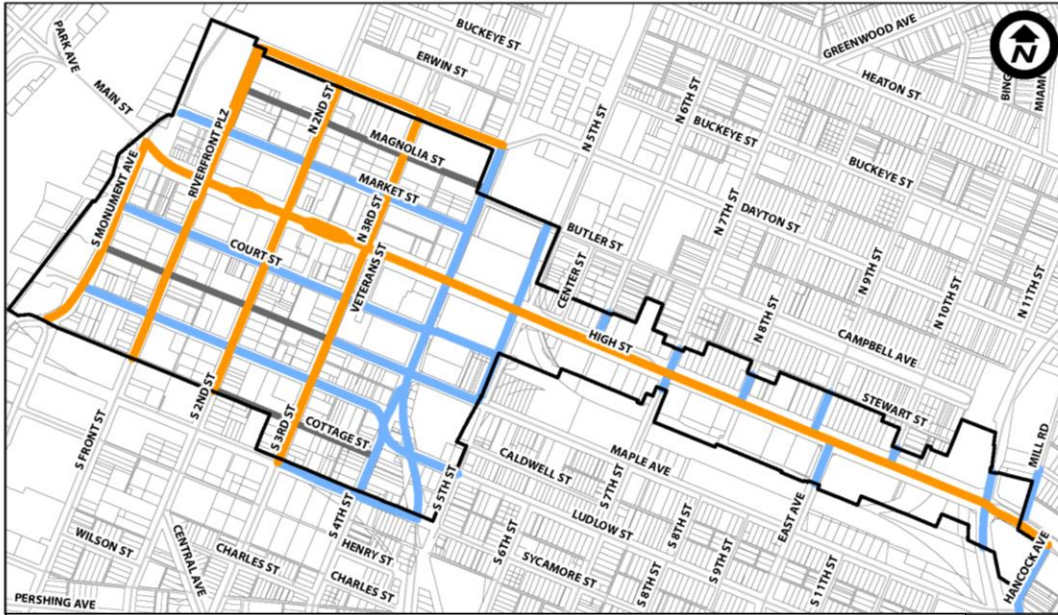 PARK AVE
MAIN ST
BUCKEYE ST
ERWIN ST
GREENWOOD AVE
N
HEATON ST
MIAMI
N 2ND ST
RIVERFRONT PLZ
MAGNOLIA ST
N 5TH ST
N 6TH ST
BUCKEYE ST
BUCKEYE ST
MARKET ST
N 3RD ST
S MONUMENT AVE
COURT ST
VETERANS ST
BUTLER ST
CENTER ST
N 7TH ST
DAYTON ST
N 9TH ST
N 10TH ST
N 11TH ST
N 8TH ST
CAMPBELL AVE
HIGH ST
STEWART ST
S FRONT ST
S 2ND ST
S 3RD ST
COTTAGE ST
S 4TH ST
S 5TH ST
CALDWELL ST
MAPLE AVE
S 7TH ST
LUDLOW ST
S 6TH ST
SYCAMORE ST
S 8TH ST
S 8TH ST
S 9TH ST
EAST AVE
S 11TH ST
MILL RD
HANCOCK AVE
WILSON ST
CENTRAL AVE
CHARLES ST
HENRY ST
CHARLES ST
PERSHING AVE